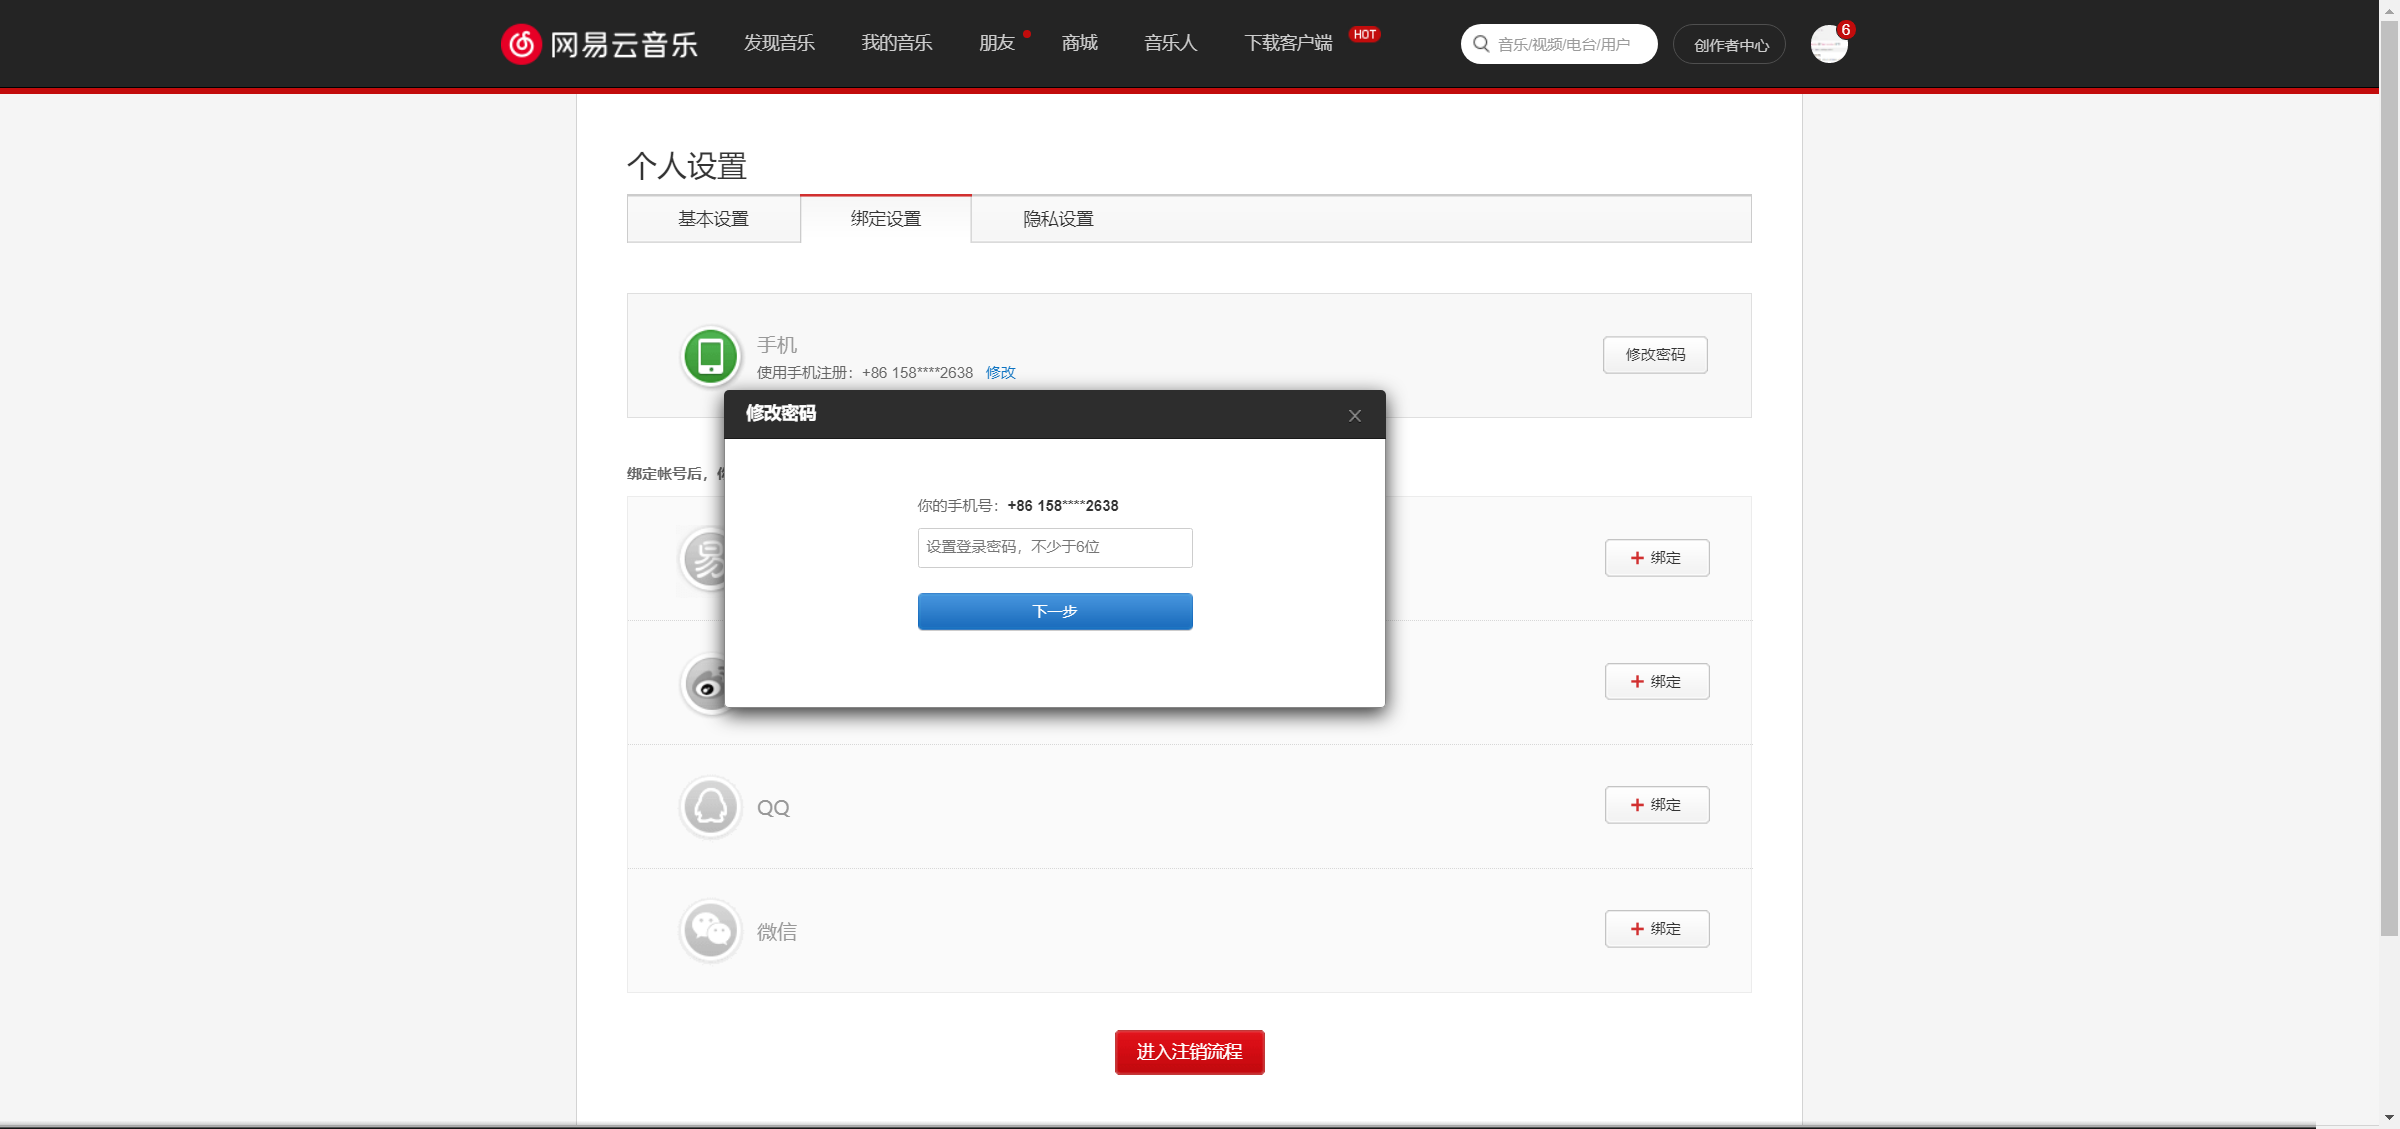 网易云音乐
发现音乐 我的音乐 朋友 商城 音乐人 下载客户端 HOT 音乐/视频/电台/用户 创作者中心 6
个人设置
基本设置 绑定设置 隐私设置
手机
使用手机注册：+86 158****2638 修改
修改密码
修改密码
绑定帐号后，
你的手机号：+86 158****2638
设置登录密码，不少于6位
易
绑定
下一步
绑定
QQ
绑定
微信
绑定
进入注销流程